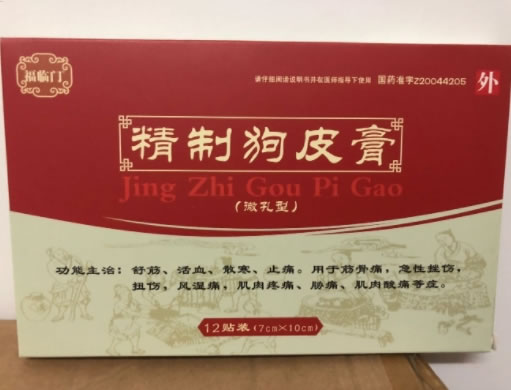 福临门
请仔细阅读说明书并在医师指导下使用 国药准字Z20044205
外
精制狗皮膏
Jing Zhi Gou Pi Gao
(微孔型)
功能主治：舒筋、活血、散寒、止痛。用于筋骨痛，急性挫伤，
扭伤，风湿痛，肌肉疼痛、胁痛、肌肉酸痛等症。
12贴装(7cm×10cm)